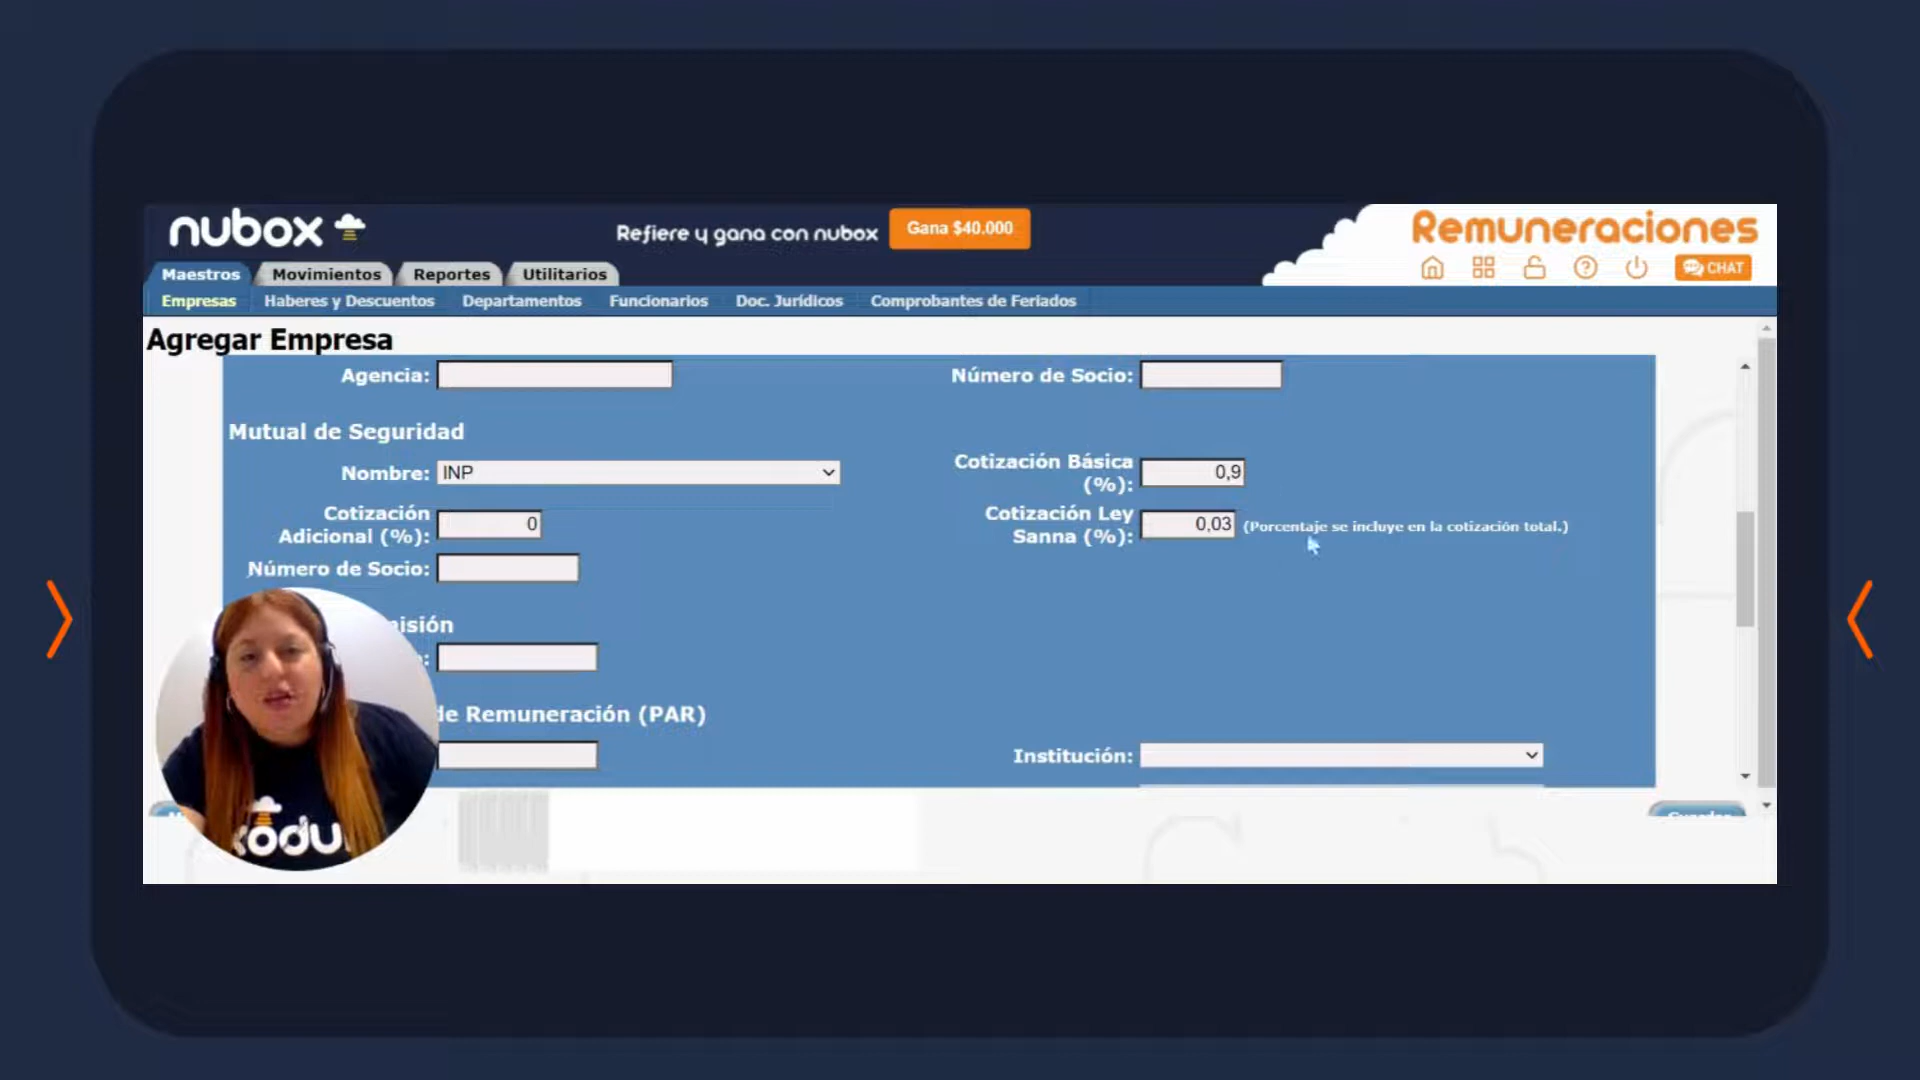 nubox
Refiere y gana con nubox
Gana $40.000
Remuneraciones
CHAT
Maestros
Movimientos
Reportes
Utilitarios
Empresas
Haberes y Descuentos
Departamentos
Funcionarios
Doc. Jurídicos
Comprobantes de Feriados
Agregar Empresa
Agencia:
Número de Socio:
Mutual de Seguridad
Nombre: INP
Cotización Básica
(%): 0,9
Cotización
Adicional (%): 0
Cotización Ley
Sanna (%): 0,03 (Porcentaje se incluye en la cotización total.)
Número de Socio:
isión
de Remuneración (PAR)
Institución: